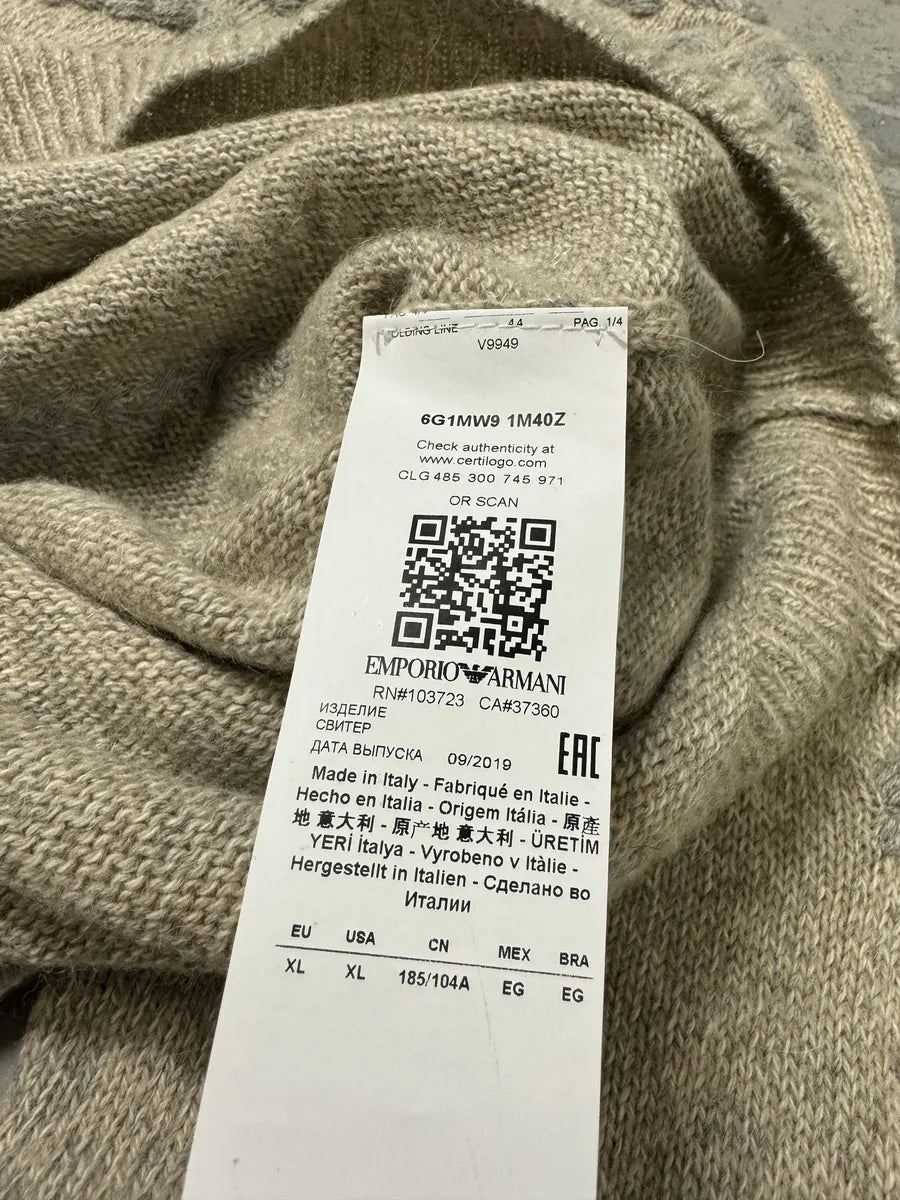 FOLDING LINE
44
PAG. 1/4
V9949
6G1MW9 1M40Z
Check authenticity at
www.certilogo.com
CLG 485 300 745 971
OR SCAN
EMPORIO ARMANI
RN#103723 CA#37360
ИЗДЕЛИЕ
СВИТЕР
ДАТА ВЫПУСКА 09/2019
EAC
Made in Italy - Fabriqué en Italie -
Hecho en Italia - Origem Itália - 原產
地 意大利 - 原产地 意大利 - ÜRETİM
YERİ İtalya - Vyrobeno v Itàlie -
Hergestellt in Italien - Сделано во
Италии
EU USA CN MEX BRA
XL XL 185/104A EG EG